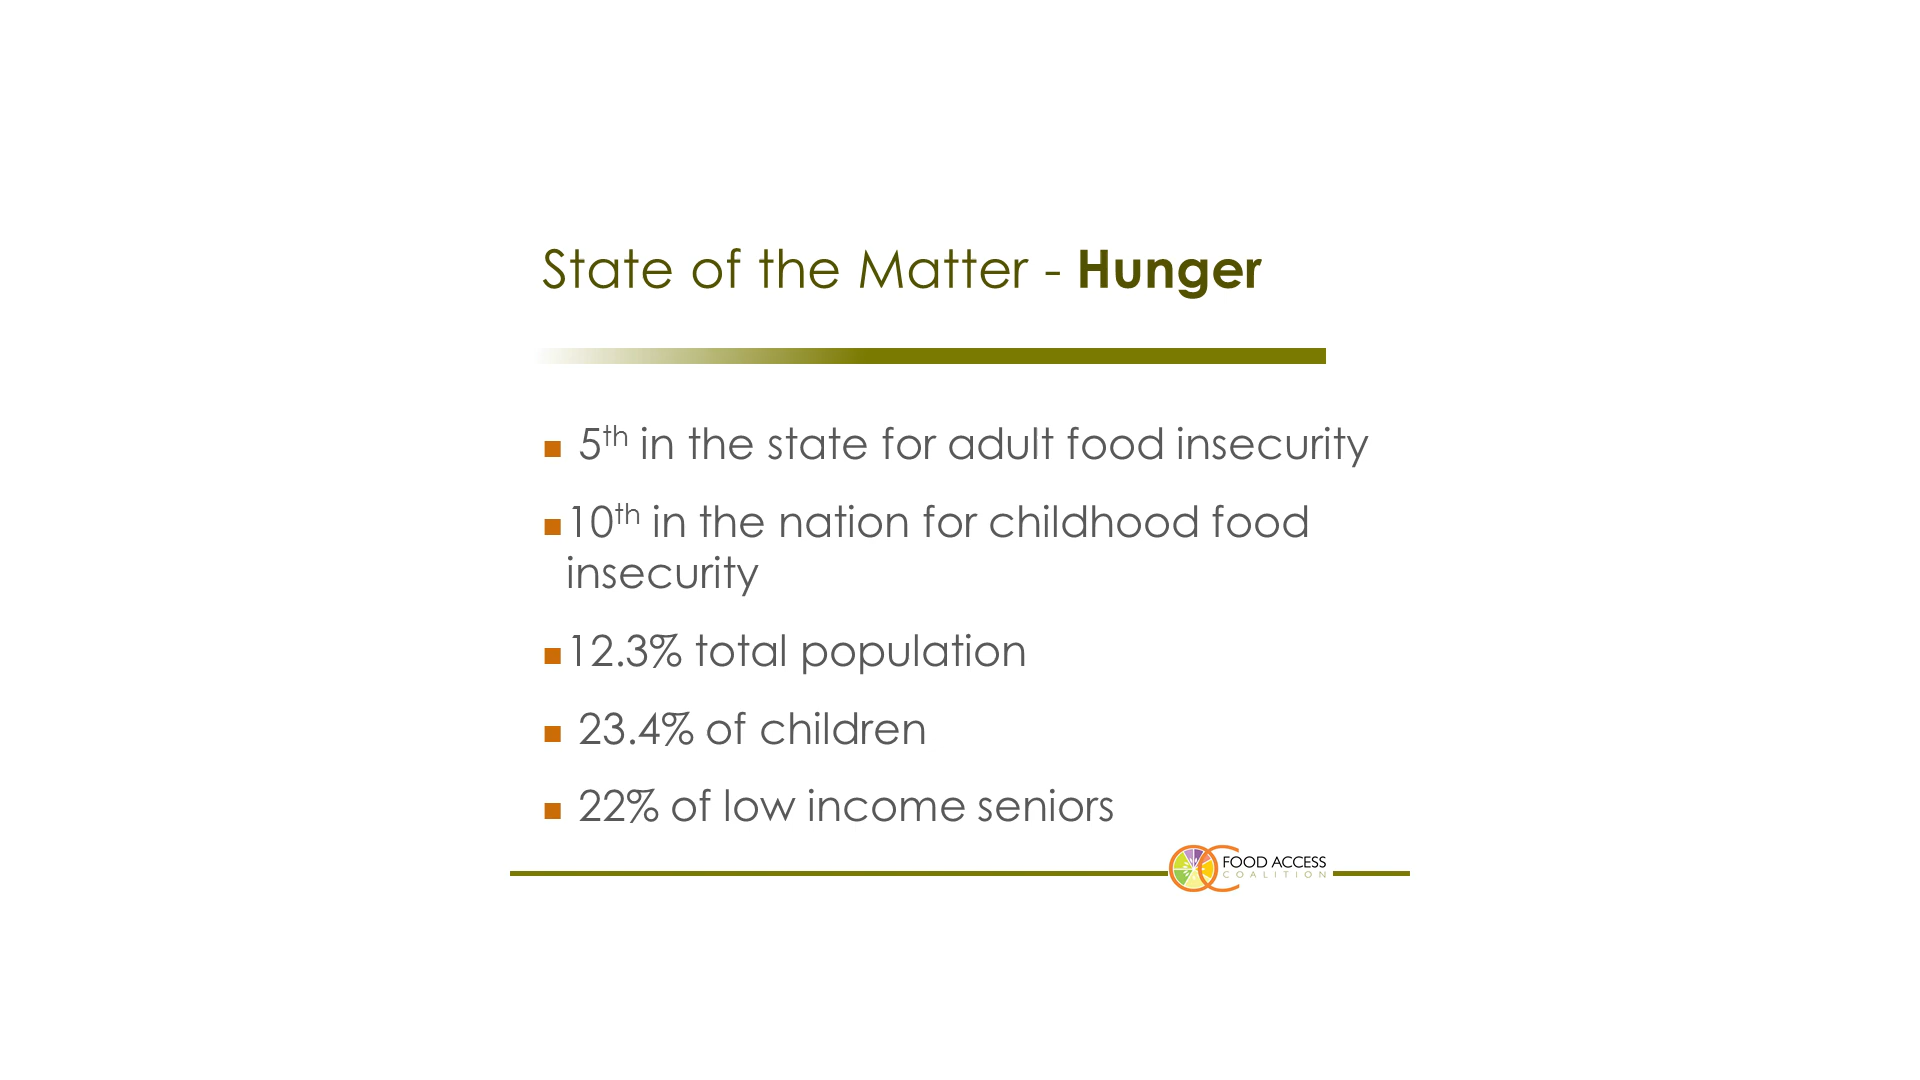 State of the Matter - Hunger
■ 5th in the state for adult food insecurity
■ 10th in the nation for childhood food
insecurity
■ 12.3% total population
■ 23.4% of children
■ 22% of low income seniors
OC FOOD ACCESS
COALITION